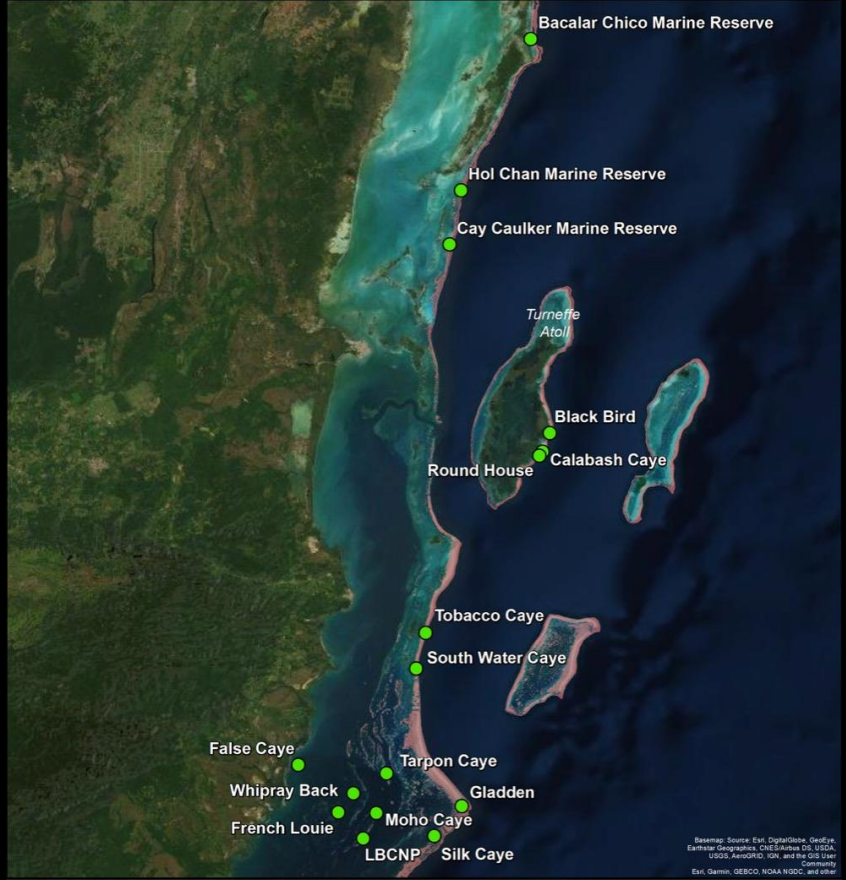 Bacalar Chico Marine Reserve
Hol Chan Marine Reserve
Cay Caulker Marine Reserve
Turneffe
Atoll
Black Bird
Calabash Caye
Round House
Tobacco Caye
South Water Caye
False Caye
Tarpon Caye
Whipray Back
Gladden
Moho Caye
French Louie
LBCNP
Silk Caye
Basemap: Source: Esri, DigitalGlobe, GeoEye,
Earthstar Geographics, CNES/Airbus DS, USDA,
USGS, AeroGRID, IGN, and the GIS User
Community
Esri, Garmin, GEBCO, NOAA NGDC, and other